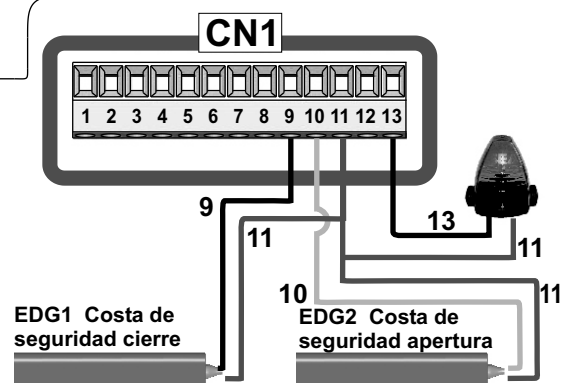 CN1
1 2 3 4 5 6 7 8 9 10 11 12 13
9
11
13
11
10
11
EDG1 Costa de
seguridad cierre
EDG2 Costa de
seguridad apertura